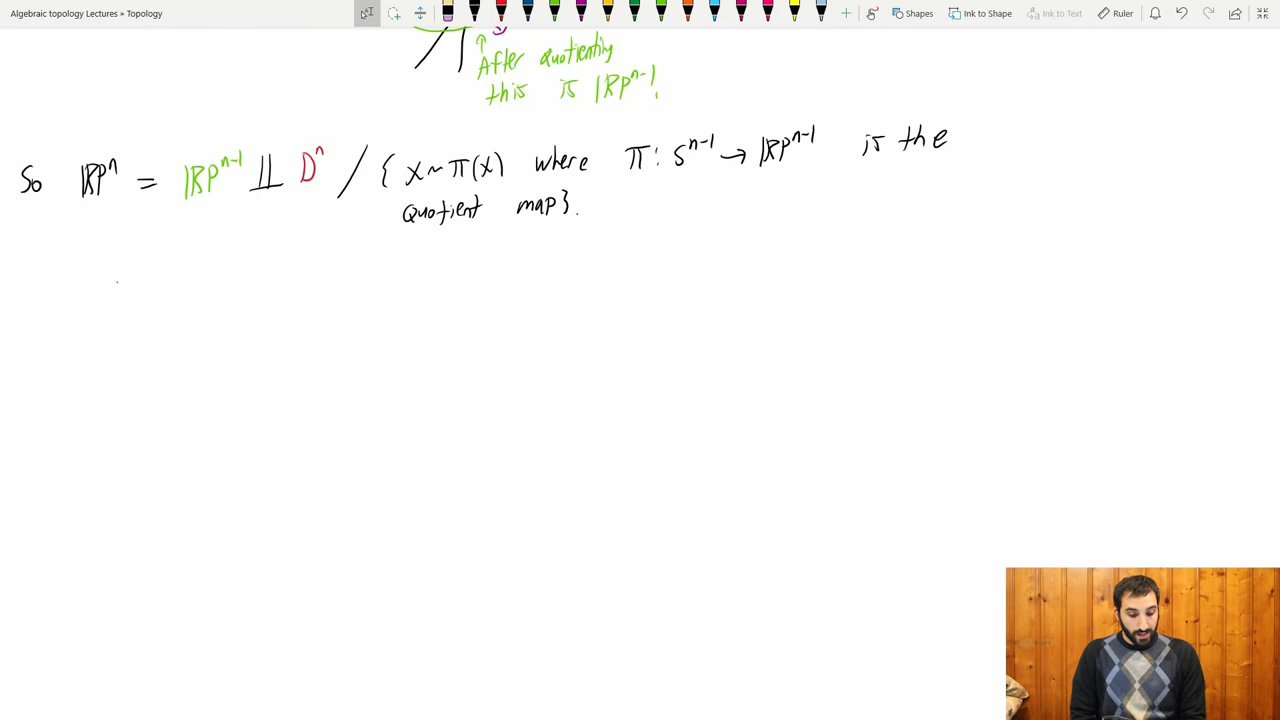 Algebraic topology Lectures » Topology
Shapes
Ink to Shape
Ink to Text
Ruler
After Quotienting
this is ℝP^{n-1}.
So ℝP^n = ℝP^{n-1} ⨿ D^n / { x ~ π(x) where π: S^{n-1} → ℝP^{n-1} is the
Quotient map}.